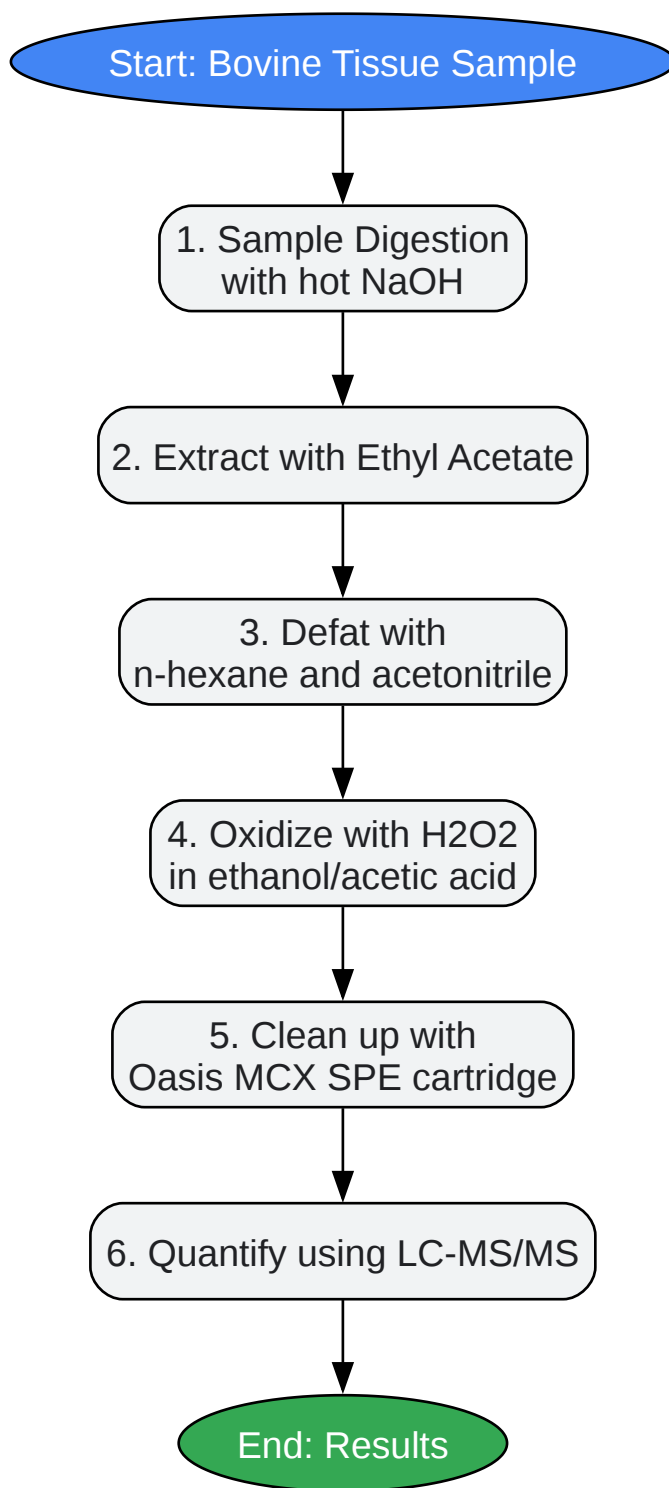 Start: Bovine Tissue Sample
1. Sample Digestion
with hot NaOH
2. Extract with Ethyl Acetate
3. Defat with
n-hexane and acetonitrile
4. Oxidize with H2O2
in ethanol/acetic acid
5. Clean up with
Oasis MCX SPE cartridge
6. Quantify using LC-MS/MS
End: Results